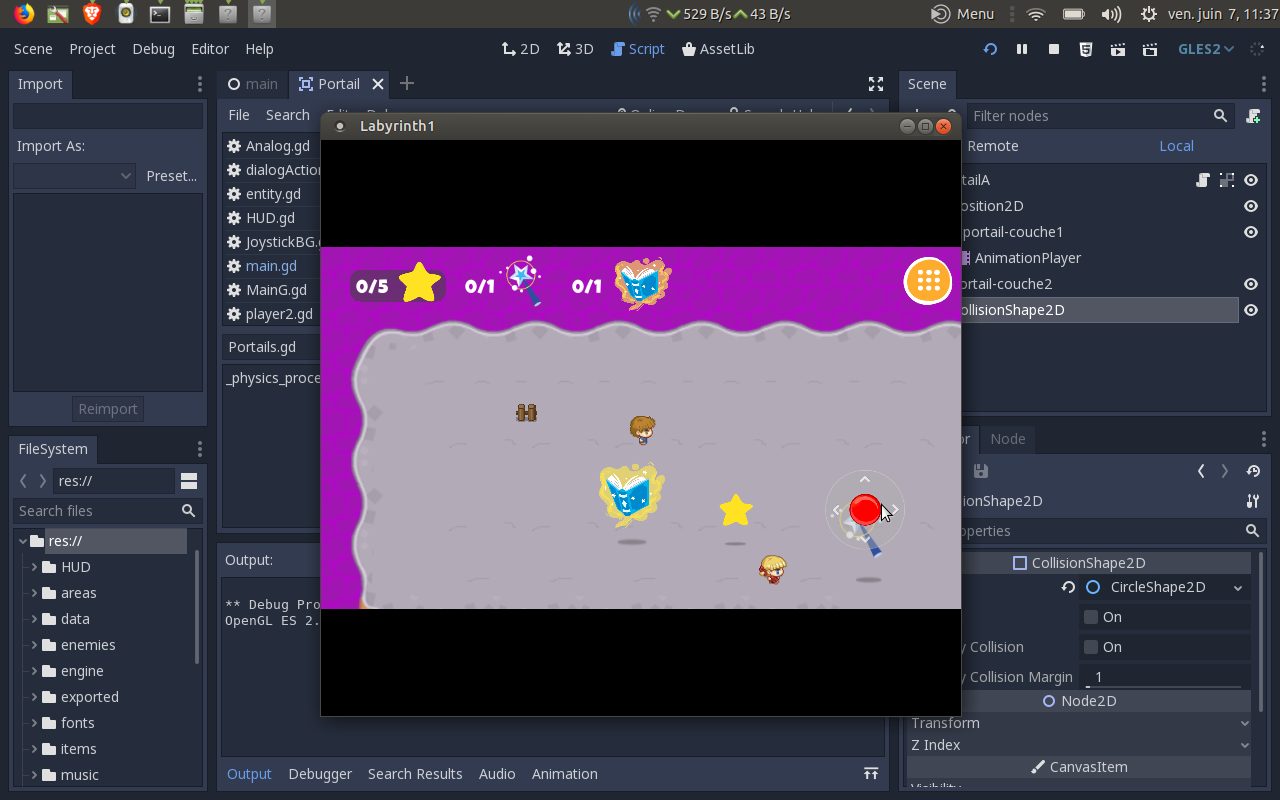 529 B/s 43 B/s Menu ven. juin 7, 11:37
Scene Project Debug Editor Help 2D 3D Script AssetLib GLES2
Import main Portail Scene
File Search Filter nodes
Labyrinth1
Import As: Analog.gd Remote Local
Preset... dialogAction
entity.gd
HUD.gd
JoystickBG.g
main.gd AnimationPlayer
MainG.gd
player2.gd
0/5 0/1 0/1
tailA
osition2D
portail-couche1
ortail-couche2
ollisionShape2D
Portails.gd
_physics_proce
Reimport
FileSystem Node
res://
Search files
res://
HUD
areas
data
enemies
engine
exported
fonts
items
music
Output:
** Debug Pro
OpenGL ES 2.
ionShape2D
operties
CollisionShape2D
CircleShape2D
On
y Collision On
y Collision Margin 1
Node2D
Transform
Z Index
CanvasItem
Visibility
Output Debugger Search Results Audio Animation